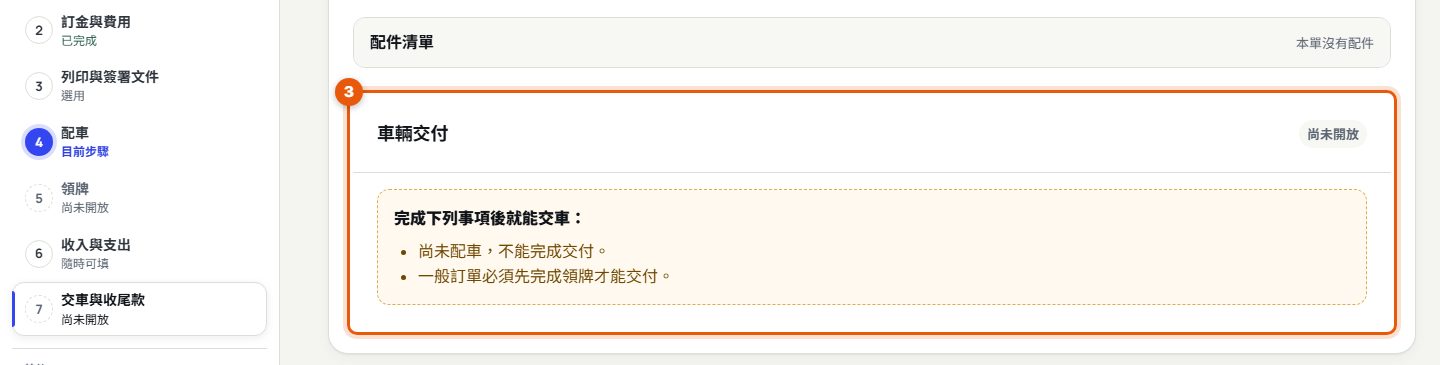 2
訂金與費用
已完成
3
列印與簽署文件
選用
4
配車
目前步驟
5
領牌
尚未開放
6
收入與支出
隨時可填
7
交車與收尾款
尚未開放
配件清單
本單沒有配件
3
車輛交付
尚未開放
完成下列事項後就能交車：
• 尚未配車，不能完成交付。
• 一般訂單必須先完成領牌才能交付。